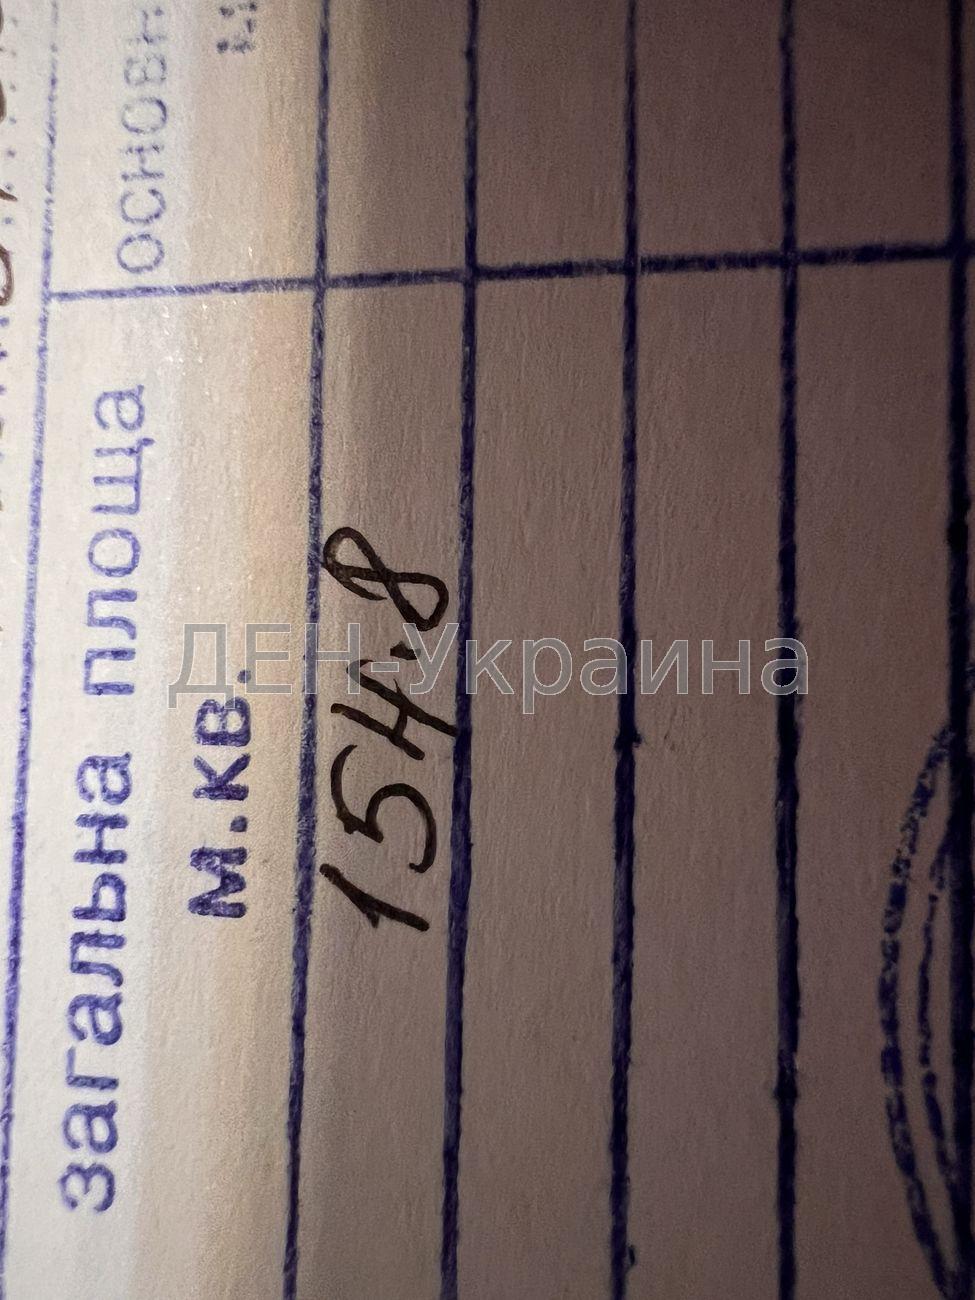 загальна площа
м.кв.
154.8
основн
ДЕН-Украина